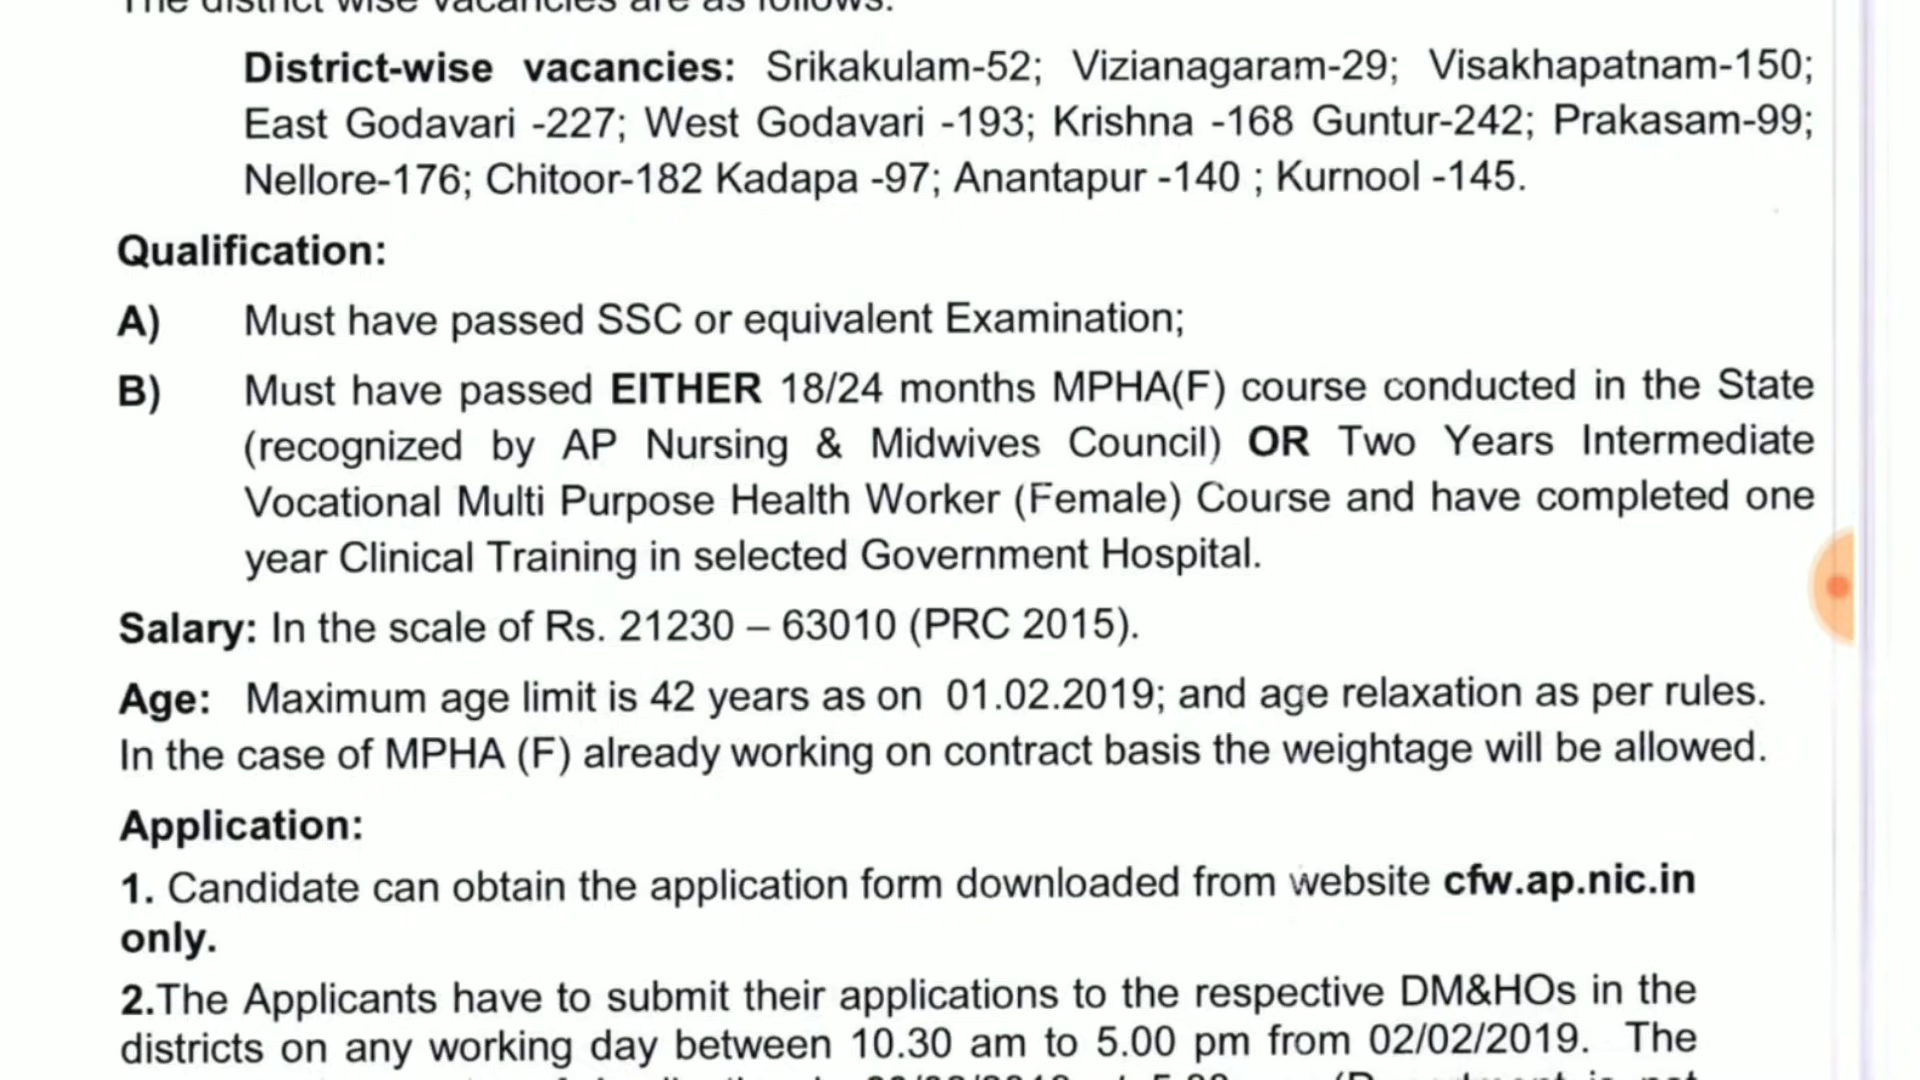 The district wise vacancies are as follows.
District-wise vacancies: Srikakulam-52; Vizianagaram-29; Visakhapatnam-150;
East Godavari -227; West Godavari -193; Krishna -168 Guntur-242; Prakasam-99;
Nellore-176; Chitoor-182 Kadapa -97; Anantapur -140 ; Kurnool -145.
Qualification:
A) Must have passed SSC or equivalent Examination;
B) Must have passed EITHER 18/24 months MPHA(F) course conducted in the State
(recognized by AP Nursing & Midwives Council) OR Two Years Intermediate
Vocational Multi Purpose Health Worker (Female) Course and have completed one
year Clinical Training in selected Government Hospital.
Salary: In the scale of Rs. 21230 – 63010 (PRC 2015).
Age: Maximum age limit is 42 years as on 01.02.2019; and age relaxation as per rules.
In the case of MPHA (F) already working on contract basis the weightage will be allowed.
Application:
1. Candidate can obtain the application form downloaded from website cfw.ap.nic.in
only.
2.The Applicants have to submit their applications to the respective DM&HOs in the
districts on any working day between 10.30 am to 5.00 pm from 02/02/2019. The